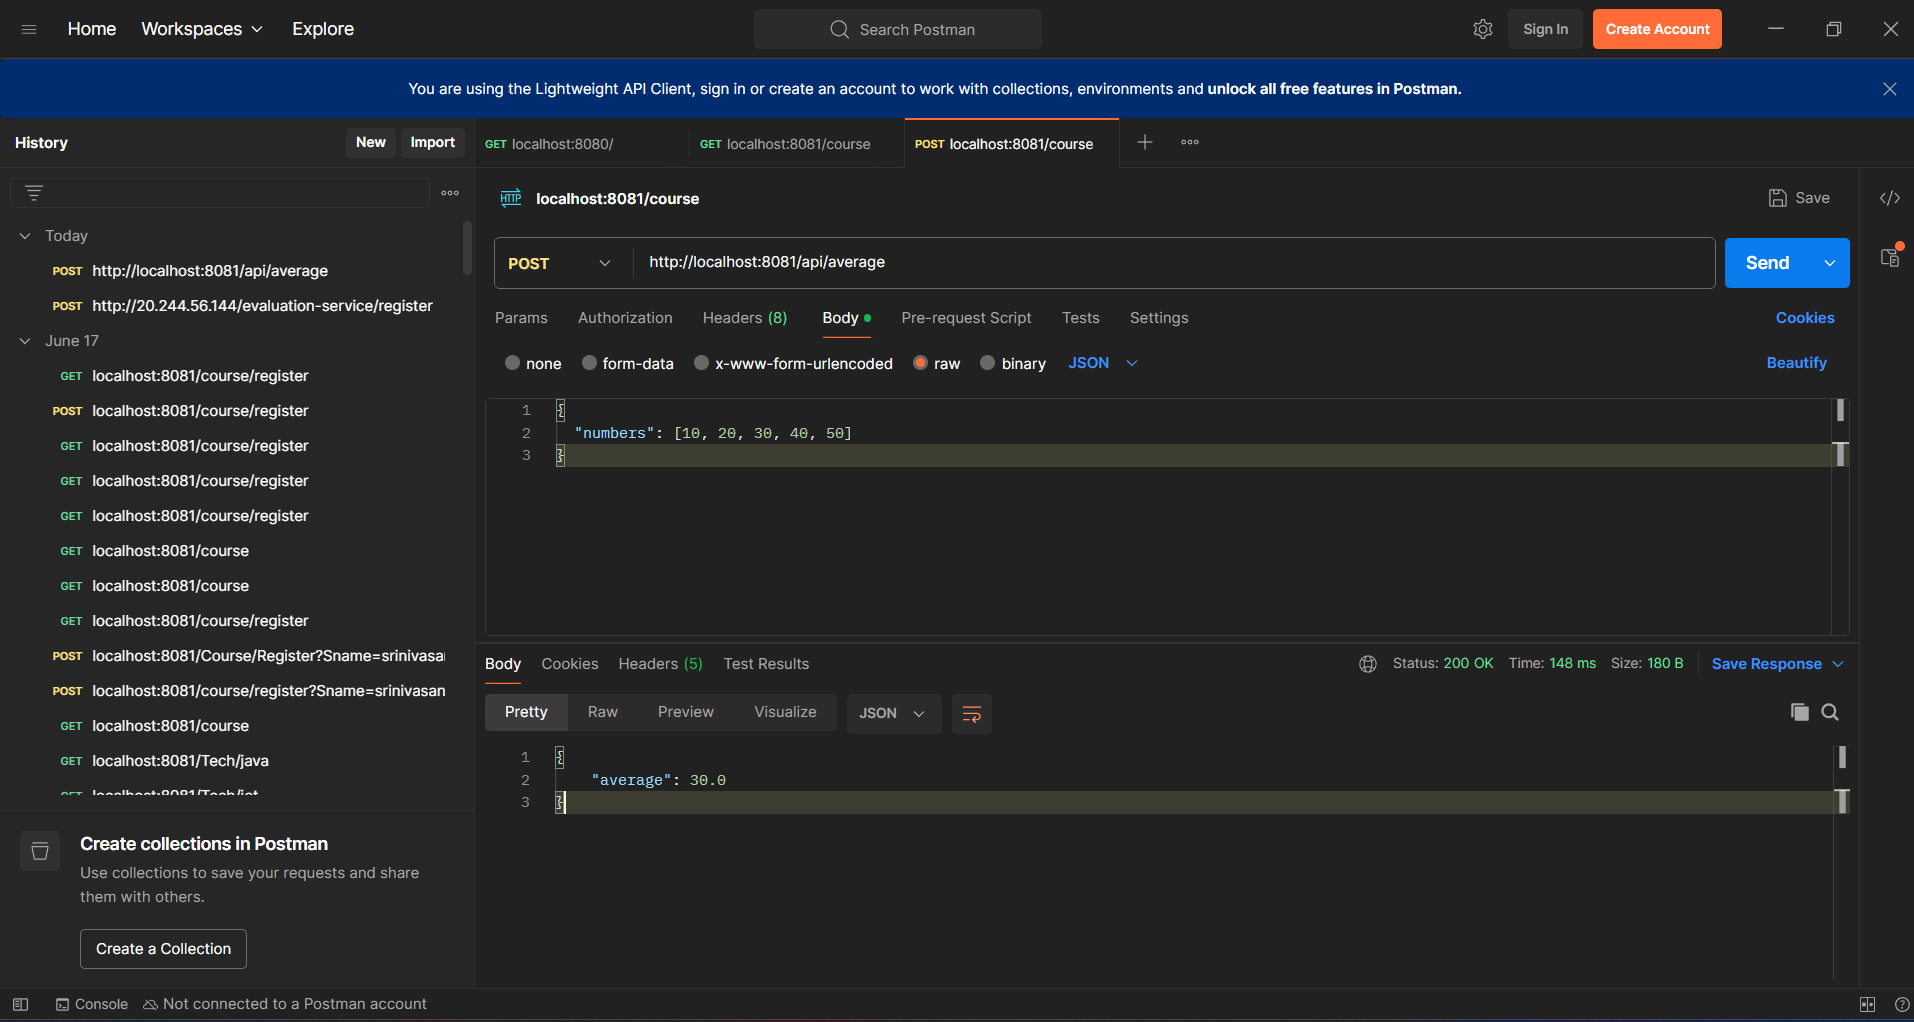 Home Workspaces Explore Search Postman Sign In Create Account
You are using the Lightweight API Client, sign in or create an account to work with collections, environments and unlock all free features in Postman.
History New Import
GET localhost:8080/ GET localhost:8081/course POST localhost:8081/course
HTTP localhost:8081/course Save
Today
POST http://localhost:8081/api/average
POST http://20.244.56.144/evaluation-service/register
June 17
GET localhost:8081/course/register
POST localhost:8081/course/register
GET localhost:8081/course/register
GET localhost:8081/course/register
GET localhost:8081/course/register
GET localhost:8081/course
GET localhost:8081/course
GET localhost:8081/course/register
POST localhost:8081/Course/Register?Sname=srinivasa
POST localhost:8081/course/register?Sname=srinivasan
GET localhost:8081/course
GET localhost:8081/Tech/java
GET localhost:8081/Tech/iot
Create collections in Postman
Use collections to save your requests and share
them with others.
Create a Collection
POST http://localhost:8081/api/average Send
Params Authorization Headers (8) Body Pre-request Script Tests Settings Cookies
none form-data x-www-form-urlencoded raw binary JSON Beautify
1 {
2 "numbers": [10, 20, 30, 40, 50]
3 }
Body Cookies Headers (5) Test Results Status: 200 OK Time: 148 ms Size: 180 B Save Response
Pretty Raw Preview Visualize JSON
1 {
2 "average": 30.0
3 }
Console Not connected to a Postman account